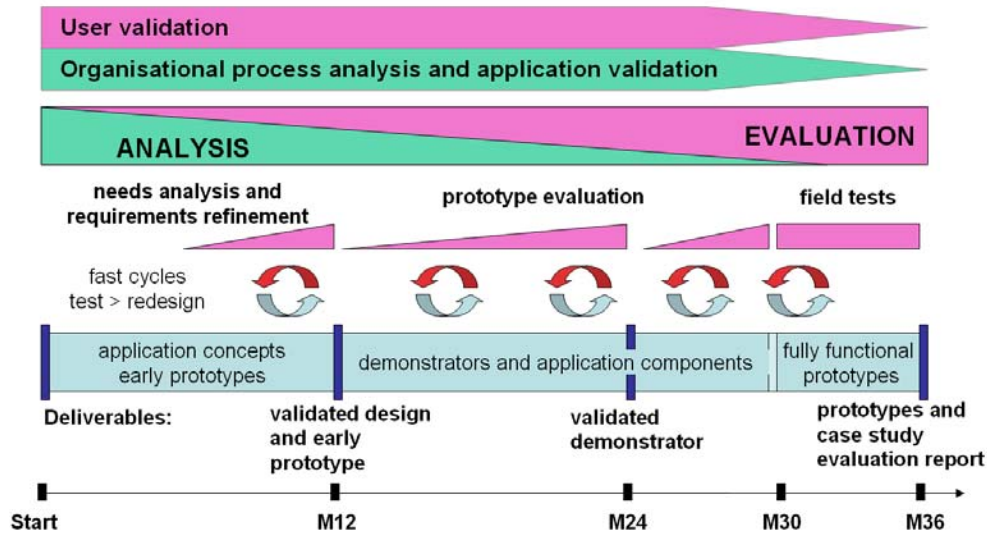 User validation
Organisational process analysis and application validation
ANALYSIS
EVALUATION
needs analysis and
requirements refinement
prototype evaluation
field tests
fast cycles
test > redesign
application concepts
early prototypes
demonstrators and application components
fully functional
prototypes
Deliverables:
validated design
and early
prototype
validated
demonstrator
prototypes and
case study
evaluation report
Start
M12
M24
M30
M36